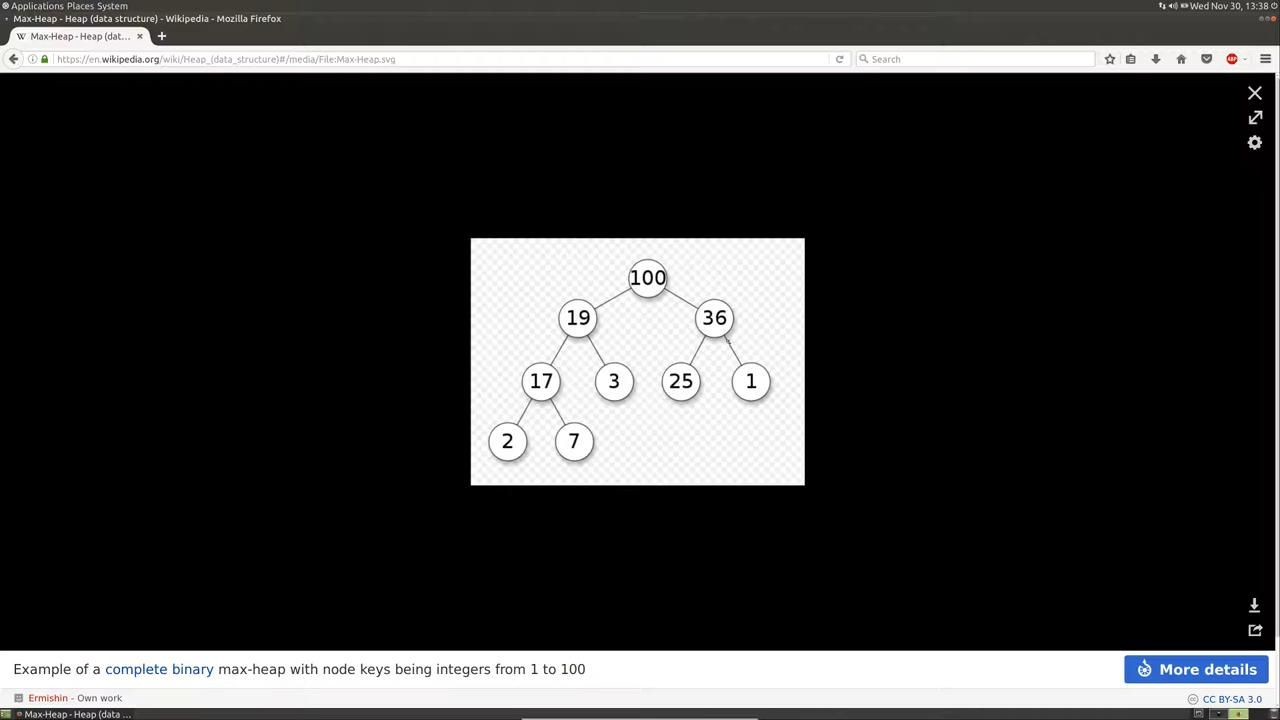 Applications Places System
Wed Nov 30, 13:38
Max-Heap - Heap (data structure) - Wikipedia - Mozilla Firefox
W Max-Heap - Heap (dat...
https://en.wikipedia.org/wiki/Heap_(data_structure)#/media/File:Max-Heap.svg
Search
ABP
100
19 36
17 3 25 1
2 7
Example of a complete binary max-heap with node keys being integers from 1 to 100
More details
Ermishin - Own work
CC BY-SA 3.0
Max-Heap - Heap (data ...